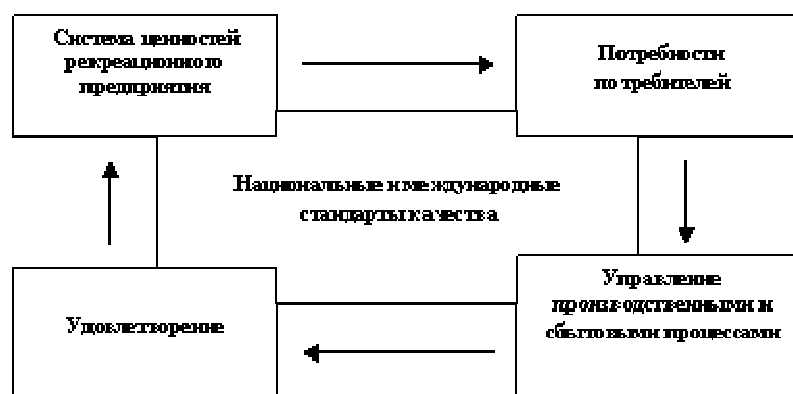 Система ценностей
рекреационного
предприятия
Потребности
потребителей
Национальные и международные
стандарты качества
Удовлетворение
Управление
производственными и
сбытовыми процессами